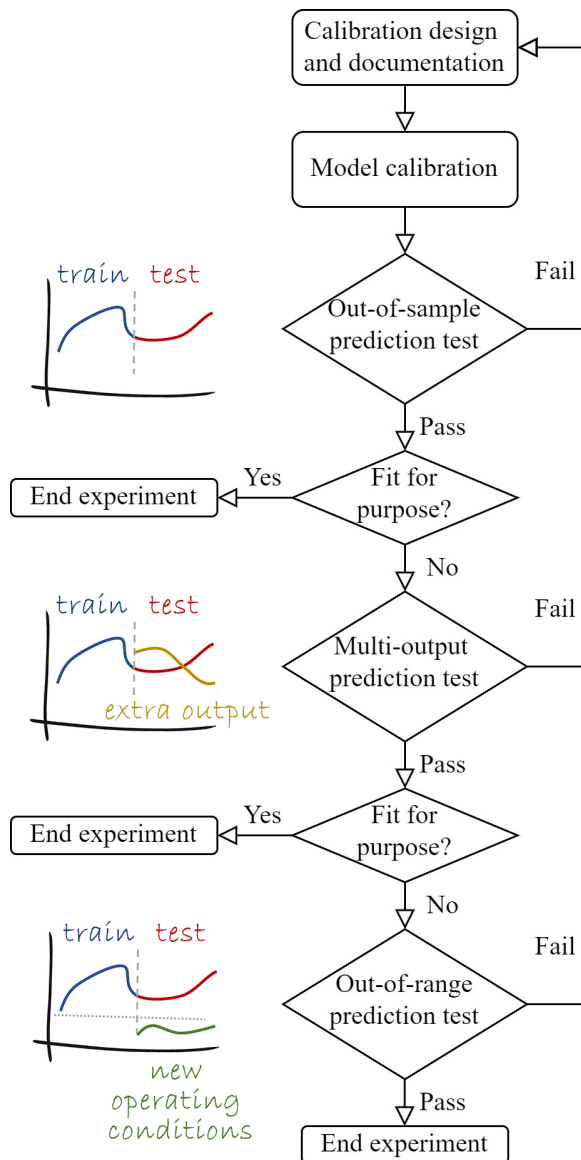 Calibration design
and documentation
Model calibration
train test
Out-of-sample
prediction test
Fail
Pass
Fit for
purpose?
Yes
End experiment
No
train test
extra output
Multi-output
prediction test
Fail
Pass
Fit for
purpose?
Yes
End experiment
No
train test
new
operating
conditions
Out-of-range
prediction test
Fail
Pass
End experiment